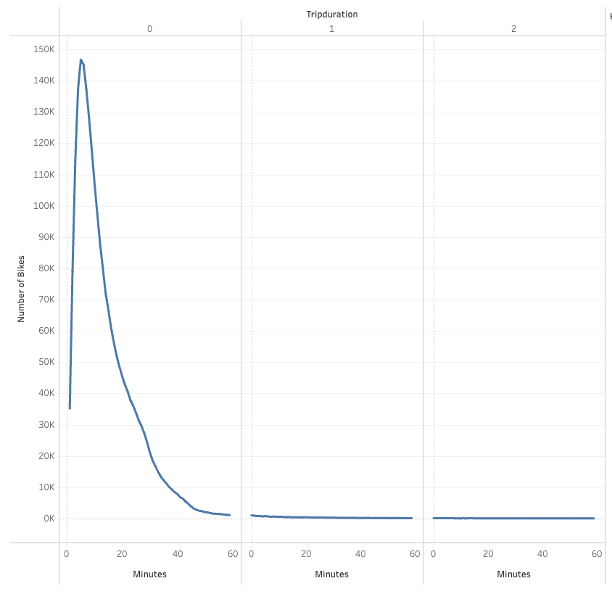 Tripduration
0 1 2
150K
140K
130K
120K
110K
100K
90K
80K
70K
60K
50K
40K
30K
20K
10K
0K
Number of Bikes
0 20 40 60 0 20 40 60 0 20 40 60
Minutes Minutes Minutes